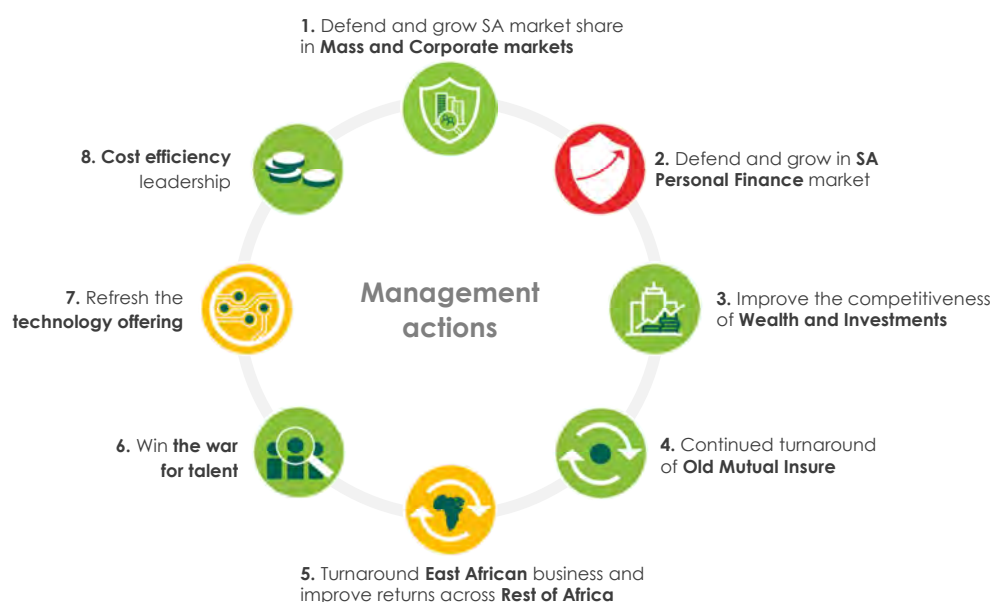 1. Defend and grow SA market share
in Mass and Corporate markets
2. Defend and grow in SA
Personal Finance market
3. Improve the competitiveness
of Wealth and Investments
4. Continued turnaround
of Old Mutual Insure
5. Turnaround East African business and
improve returns across Rest of Africa
6. Win the war
for talent
7. Refresh the
technology offering
8. Cost efficiency
leadership
Management
actions